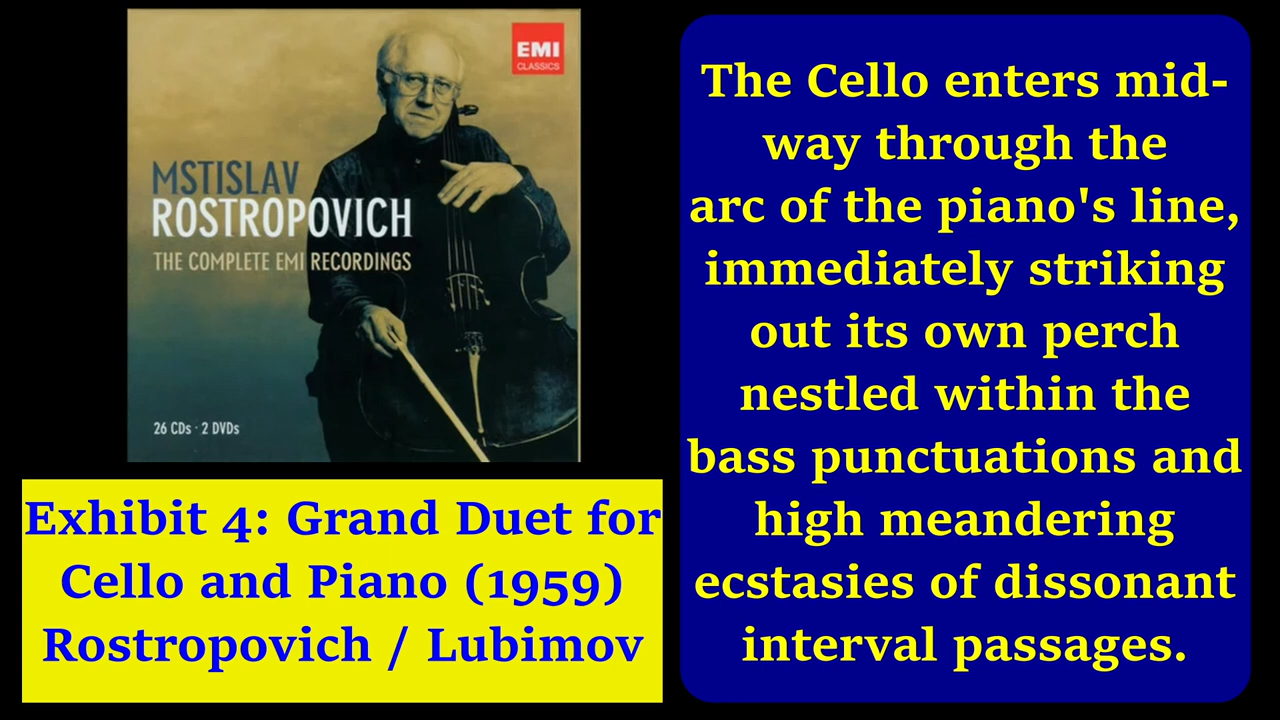 EMI
CLASSICS
MSTISLAV
ROSTROPOVICH
THE COMPLETE EMI RECORDINGS
26 CDs · 2 DVDs
Exhibit 4: Grand Duet for
Cello and Piano (1959)
Rostropovich / Lubimov
The Cello enters mid-
way through the
arc of the piano's line,
immediately striking
out its own perch
nestled within the
bass punctuations and
high meandering
ecstasies of dissonant
interval passages.